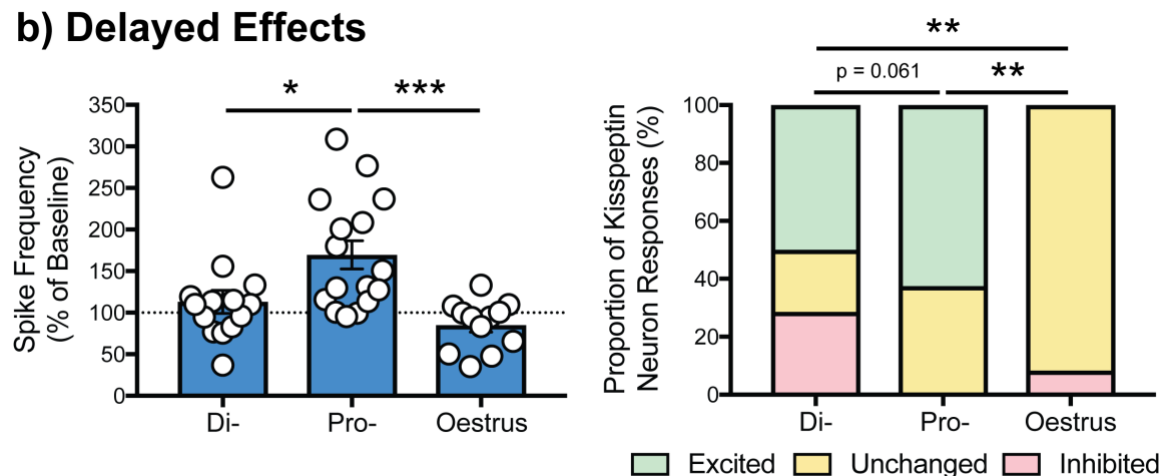 b) Delayed Effects
*
***
Spike Frequency
(% of Baseline)
350
300
250
200
150
100
50
0
Di-
Pro-
Oestrus
**
p = 0.061
**
Proportion of Kisspeptin
Neuron Responses (%)
100
80
60
40
20
0
Di-
Pro-
Oestrus
Excited
Unchanged
Inhibited